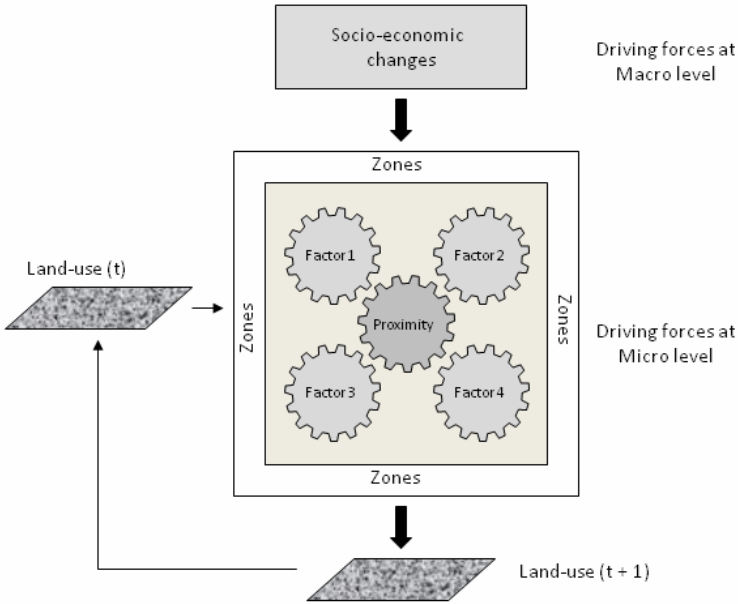 Socio-economic
changes
Driving forces at
Macro level
Zones
Factor1
Factor2
Land-use (t)
Proximity
Zones
Zones
Driving forces at
Micro level
Factor3
Factor4
Zones
Land-use (t + 1)